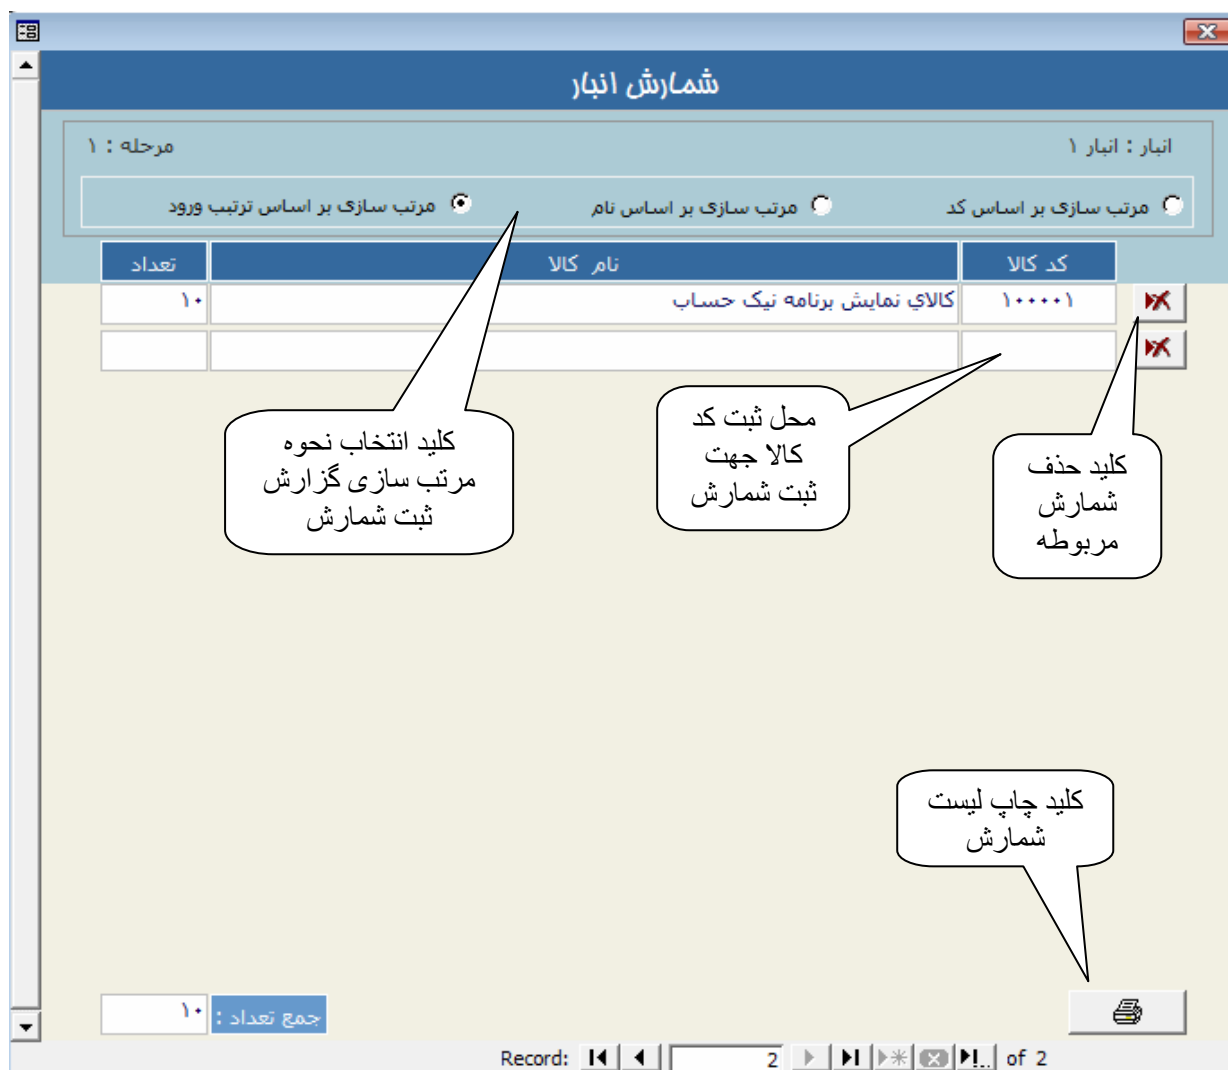 شمارش انبار
انبار : انبار ۱
مرحله : ۱
مرتب سازی بر اساس کد
مرتب سازی بر اساس نام
مرتب سازی بر اساس ترتیب ورود
کد کالا
نام کالا
تعداد
۱۰۰۰۰۱
کالاي نمایش برنامه نیک حساب
۱۰
کلید انتخاب نحوه
مرتب سازی گزارش
ثبت شمارش
محل ثبت کد
کالا جهت
ثبت شمارش
کلید حذف
شمارش
مربوطه
کلید چاپ لیست
شمارش
جمع تعداد :
۱۰
Record: 2 of 2